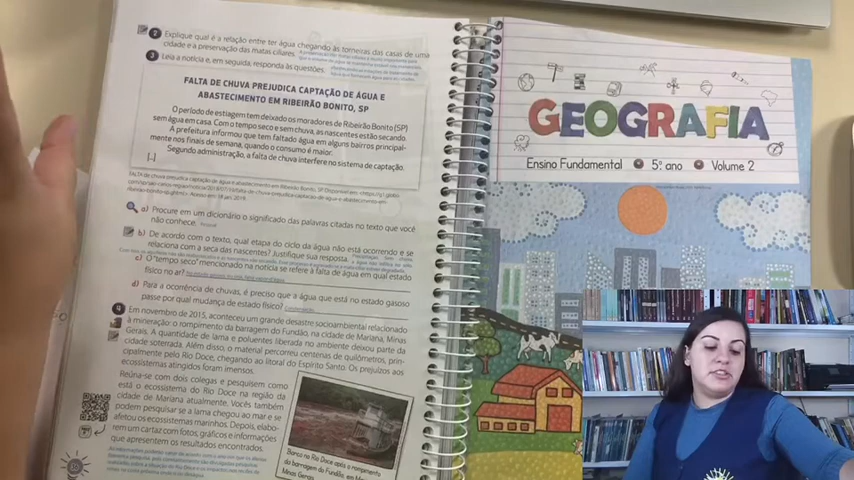 2 Explique qual é a relação entre ter água chegando às torneiras das casas de uma
cidade e a preservação das matas ciliares.
3 Leia a notícia e, em seguida, responda às questões.
FALTA DE CHUVA PREJUDICA CAPTAÇÃO DE ÁGUA E
ABASTECIMENTO EM RIBEIRÃO BONITO, SP
O período de estiagem tem deixado os moradores de Ribeirão Bonito (SP)
sem água em casa. Com o tempo seco e sem chuva, as nascentes estão secando.
A prefeitura informou que tem faltado água em alguns bairros principal-
mente nos finais de semana, quando o consumo é maior.
[...]
Segundo administração, a falta de chuva interfere no sistema de captação.
a) Procure em um dicionário o significado das palavras citadas no texto que você
não conhece.
b) De acordo com o texto, qual etapa do ciclo da água não está ocorrendo e se
relaciona com a seca das nascentes? Justifique sua resposta.
c) O "tempo seco" mencionado na notícia se refere à falta de água em qual estado
físico no ar?
d) Para a ocorrência de chuvas, é preciso que a água que está no estado gasoso
passe por qual mudança de estado físico?
4 Em novembro de 2015, aconteceu um grande desastre socioambiental relacionado
à mineração: o rompimento da barragem do Fundão, na cidade de Mariana, Minas
Gerais. A quantidade de lama e poluentes liberada no ambiente deixou parte da
cidade soterrada. Além disso, o material percorreu centenas de quilômetros, prin-
cipalmente pelo Rio Doce, chegando ao litoral do Espírito Santo. Os prejuízos aos
ecossistemas atingidos foram imensos.
Reúna-se com dois colegas e pesquisem como
está o ecossistema do Rio Doce na região da
cidade de Mariana atualmente. Vocês também
podem pesquisar se a lama chegou ao mar e se
afetou os ecossistemas marinhos. Depois, elabo-
rem um cartaz com fotos, gráficos e informações
que apresentem os resultados encontrados.
Barco no Rio Doce após o rompimento
da barragem do Fundão, em
Minas Gerais
GEOGRAFIA
Ensino Fundamental 5º ano Volume 2